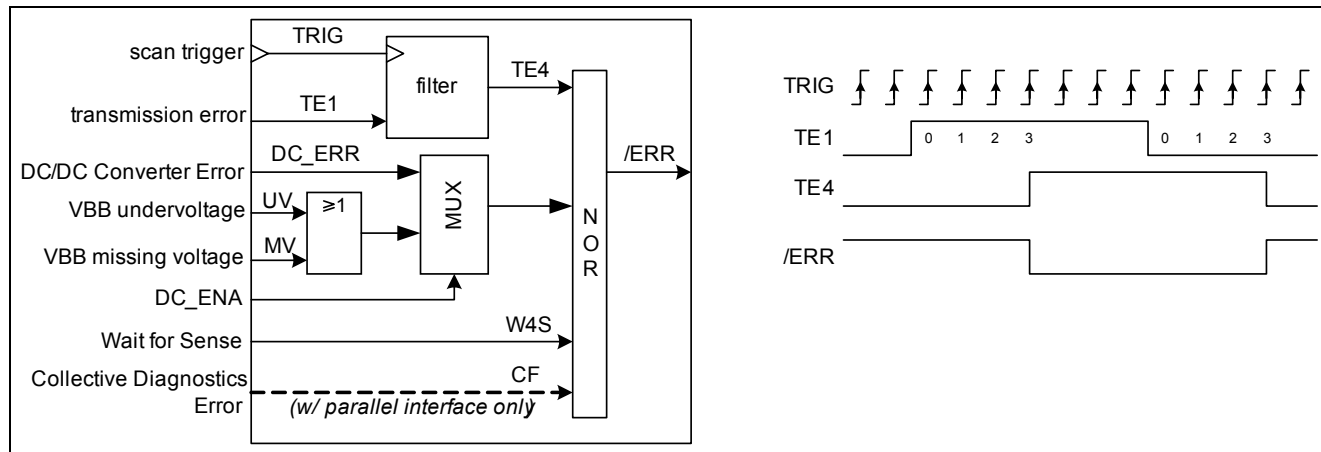 scan trigger
TRIG
filter
TE4
transmission error
TE1
DC/DC Converter Error
DC_ERR
VBB undervoltage
UV
≥1
MUX
VBB missing voltage
MV
DC_ENA
Wait for Sense
W4S
Collective Diagnostics
Error
CF
(w/ parallel interface only)
NOR
/ERR
TRIG
TE1
0 1 2 3
0 1 2 3
TE4
/ERR